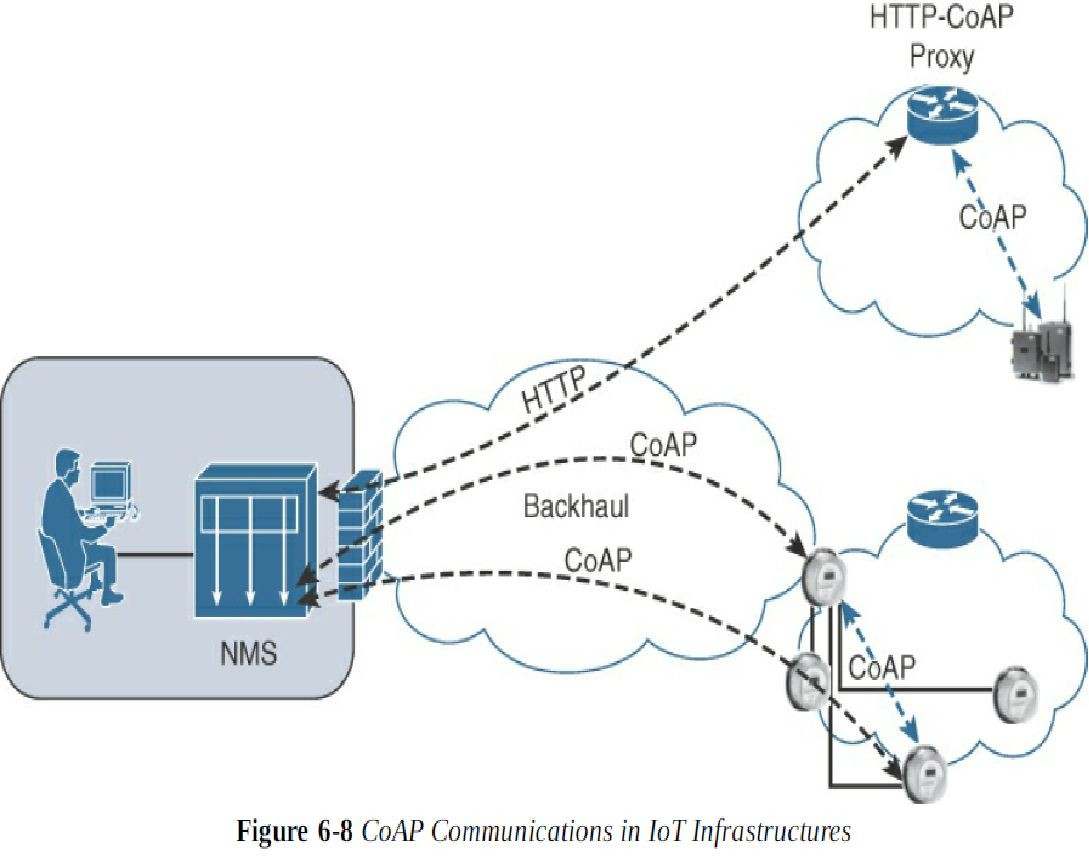 HTTP-CoAP
Proxy
CoAP
HTTP
CoAP
Backhaul
CoAP
NMS
CoAP
Figure 6-8 CoAP Communications in IoT Infrastructures